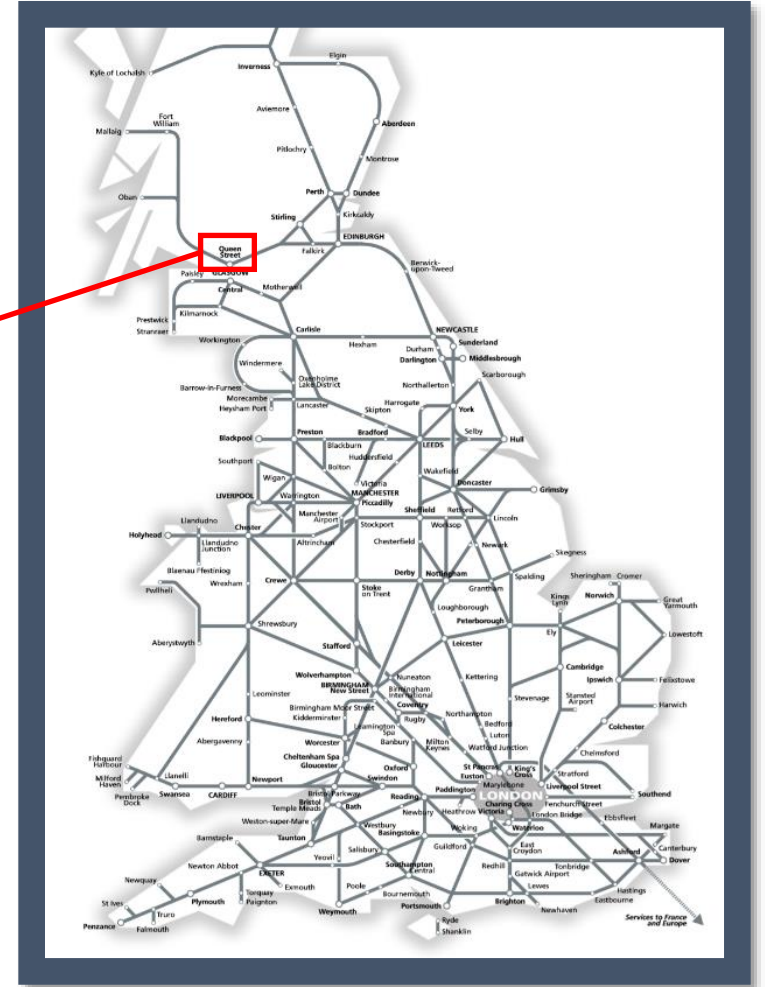 Elgin
Inverness
Kyle of Lochalsh
Aviemore
Fort
William
Mallaig
Aberdeen
Pitlochry
Montrose
Oban
Perth
Dundee
Stirling
Kirkcaldy
EDINBURGH
Queen
Street
Falkirk
Berwick-
upon-Tweed
Paisley
GLASGOW
Central
Motherwell
Prestwick
Kilmarnock
Stranraer
Carlisle
NEWCASTLE
Workington
Hexham
Sunderland
Durham
Darlington
Middlesbrough
Windermere
Scarborough
Oxenholme
Lake District
Barrow-in-Furness
Northallerton
Morecambe
Lancaster
Harrogate
York
Heysham Port
Skipton
Blackpool
Preston
Bradford
LEEDS
Selby
Hull
Blackburn
Huddersfield
Southport
Bolton
Wakefield
Wigan
Victoria
MANCHESTER
Piccadilly
Doncaster
Grimsby
LIVERPOOL
Warrington
Sheffield
Retford
Llandudno
Manchester
Airport
Lincoln
Chester
Stockport
Worksop
Holyhead
Llandudno
Junction
Altrincham
Chesterfield
Newark
Skegness
Blaenau Ffestiniog
Derby
Nottingham
Sheringham
Cromer
Pwllheli
Wrexham
Crewe
Stoke
on Trent
Grantham
Spalding
Kings
Lynn
Norwich
Great
Yarmouth
Loughborough
Peterborough
Shrewsbury
Ely
Lowestoft
Aberystwyth
Stafford
Leicester
Wolverhampton
Cambridge
BIRMINGHAM
New Street
Nuneaton
Kettering
Ipswich
Felixstowe
Birmingham
International
Leominster
Stevenage
Stansted
Airport
Birmingham Moor Street
Coventry
Harwich
Hereford
Kidderminster
Rugby
Northampton
Leamington
Spa
Bedford
Colchester
Abergavenny
Worcester
Banbury
Milton
Keynes
Luton
Watford Junction
Chelmsford
Fishguard
Harbour
Cheltenham Spa
Gloucester
Oxford
St Pancras
King's
Cross
Euston
Stratford
Milford
Haven
Llanelli
Newport
Swindon
Marylebone
Liverpool Street
Paddington
Pembroke
Dock
Swansea
CARDIFF
Bristol Parkway
Reading
LONDON
Southend
Bristol
Temple Meads
Bath
Charing Cross
Fenchurch Street
Newbury
Heathrow
Victoria
London Bridge
Ebbsfleet
Weston-super-Mare
Waterloo
Margate
Barnstaple
Westbury
Basingstoke
Woking
Taunton
East
Croydon
Canterbury
Salisbury
Guildford
Ashford
Yeovil
Dover
Newton Abbot
Southampton
Central
Redhill
Tonbridge
EXETER
Gatwick Airport
Newquay
Exmouth
Poole
Lewes
Hastings
Torquay
Bournemouth
Eastbourne
St Ives
Plymouth
Paignton
Portsmouth
Brighton
Newhaven
Truro
Weymouth
Ryde
Services to France
and Europe
Penzance
Falmouth
Shanklin